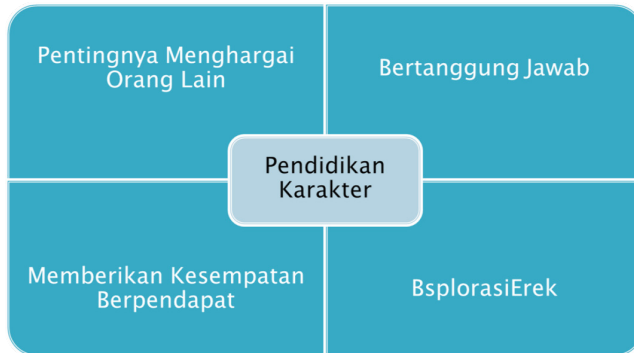 Pentingnya Menghargai
Orang Lain
Bertanggung Jawab
Pendidikan
Karakter
Memberikan Kesempatan
Berpendapat
BsplorasiErek